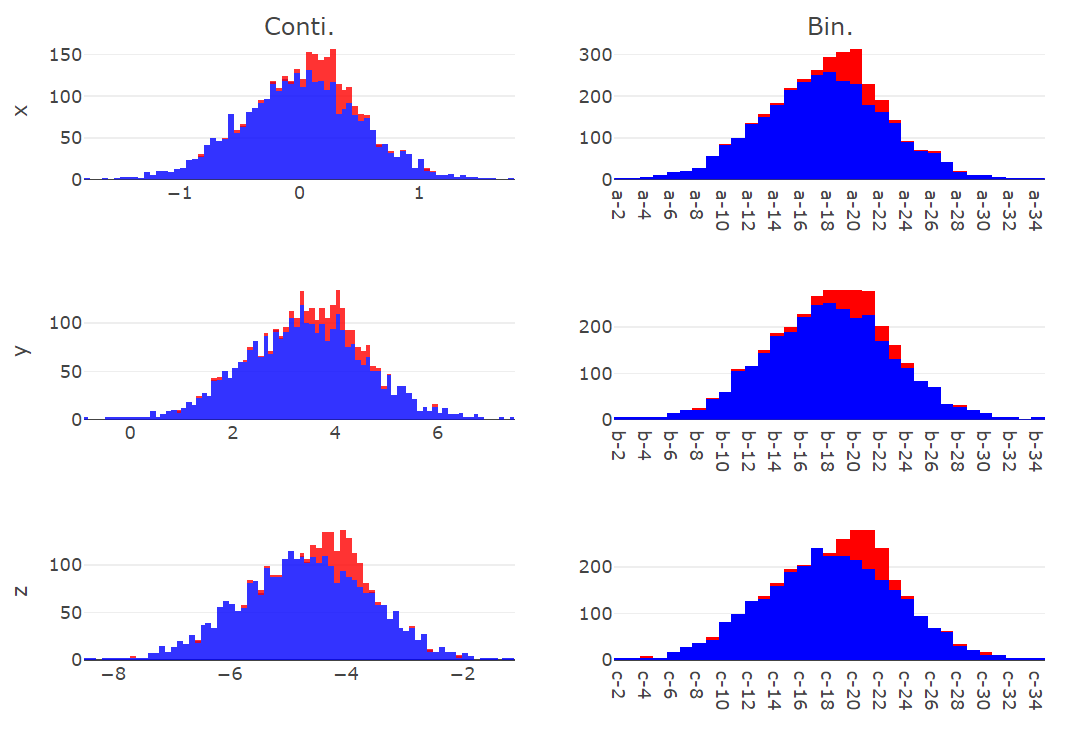 Conti.
Bin.
x
150
100
50
0
−1
0
1
300
200
100
0
a-2
a-4
a-6
a-8
a-10
a-12
a-14
a-16
a-18
a-20
a-22
a-24
a-26
a-28
a-30
a-32
a-34
y
100
50
0
0
2
4
6
200
100
0
b-2
b-4
b-6
b-8
b-10
b-12
b-14
b-16
b-18
b-20
b-22
b-24
b-26
b-28
b-30
b-32
b-34
z
100
50
0
−8
−6
−4
−2
200
100
0
c-2
c-4
c-6
c-8
c-10
c-12
c-14
c-16
c-18
c-20
c-22
c-24
c-26
c-28
c-30
c-32
c-34